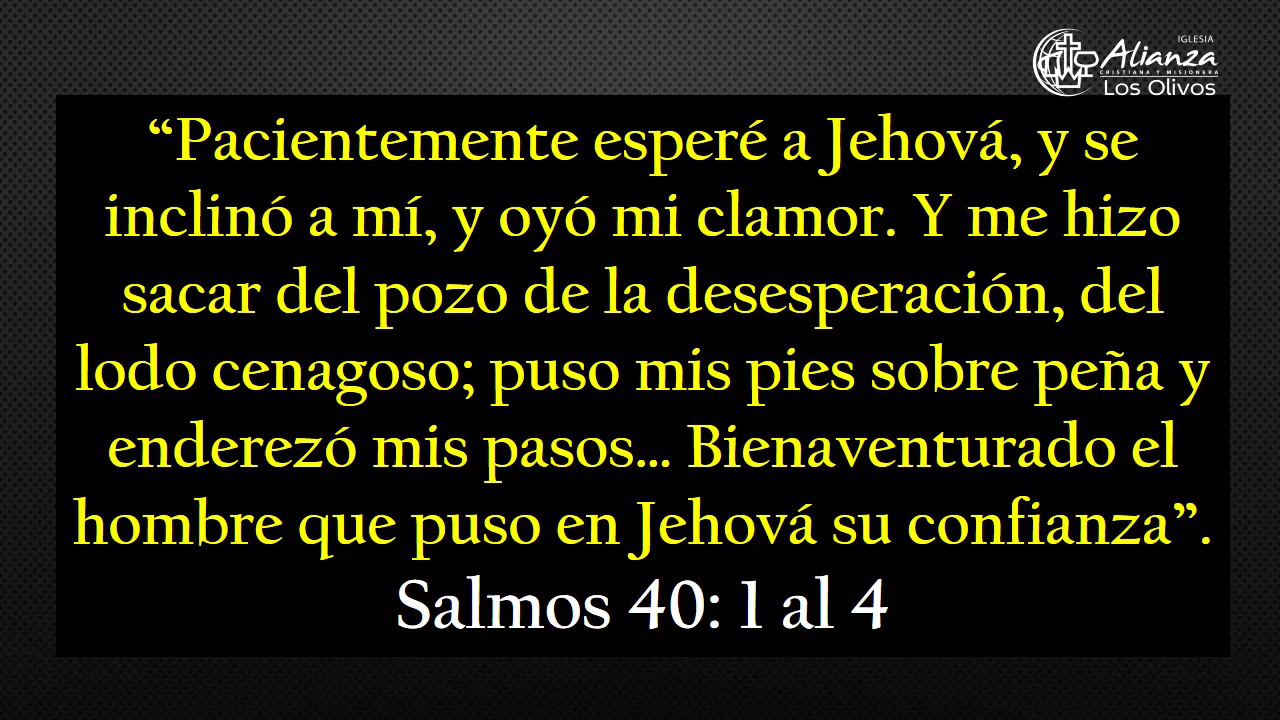 IGLESIA
Alianza
CRISTIANA Y MISIONERA
Los Olivos
“Pacientemente esperé a Jehová, y se
inclinó a mí, y oyó mi clamor. Y me hizo
sacar del pozo de la desesperación, del
lodo cenagoso; puso mis pies sobre peña y
enderezó mis pasos... Bienaventurado el
hombre que puso en Jehová su confianza”.
Salmos 40: 1 al 4